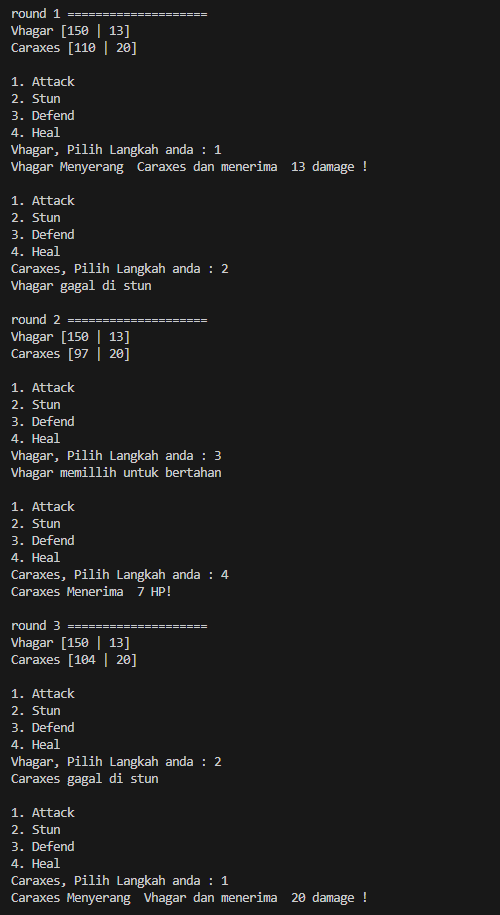 round 1 ====================
Vhagar [150 | 13]
Caraxes [110 | 20]
1. Attack
2. Stun
3. Defend
4. Heal
Vhagar, Pilih Langkah anda : 1
Vhagar Menyerang  Caraxes dan menerima  13 damage !
1. Attack
2. Stun
3. Defend
4. Heal
Caraxes, Pilih Langkah anda : 2
Vhagar gagal di stun
round 2 ====================
Vhagar [150 | 13]
Caraxes [97 | 20]
1. Attack
2. Stun
3. Defend
4. Heal
Vhagar, Pilih Langkah anda : 3
Vhagar memillih untuk bertahan
1. Attack
2. Stun
3. Defend
4. Heal
Caraxes, Pilih Langkah anda : 4
Caraxes Menerima  7 HP!
round 3 ====================
Vhagar [150 | 13]
Caraxes [104 | 20]
1. Attack
2. Stun
3. Defend
4. Heal
Vhagar, Pilih Langkah anda : 2
Caraxes gagal di stun
1. Attack
2. Stun
3. Defend
4. Heal
Caraxes, Pilih Langkah anda : 1
Caraxes Menyerang  Vhagar dan menerima  20 damage !